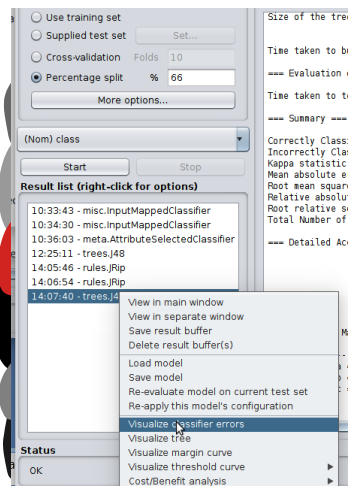 Use training set
Supplied test set Set...
Cross-validation Folds 10
Percentage split % 66
More options...
(Nom) class
Start Stop
Result list (right-click for options)
10:33:43 - misc.InputMappedClassifier
10:34:30 - misc.InputMappedClassifier
10:36:03 - meta.AttributeSelectedClassifier
12:25:11 - trees.J48
14:05:46 - rules.JRip
14:06:54 - rules.JRip
14:07:40 - trees.J4
View in main window
View in separate window
Save result buffer
Delete result buffer(s)
Load model
Save model
Re-evaluate model on current test set
Re-apply this model's configuration
Visualize classifier errors
Visualize tree
Visualize margin curve
Visualize threshold curve
Cost/Benefit analysis
Status
OK
Size of the tre
Time taken to bu
=== Evaluation
Time taken to t
=== Summary ===
Correctly Classi
Incorrectly Clas
Kappa statistic
Mean absolute e
Root mean squar
Relative absolut
Root relative s
Total Number of
=== Detailed Acc